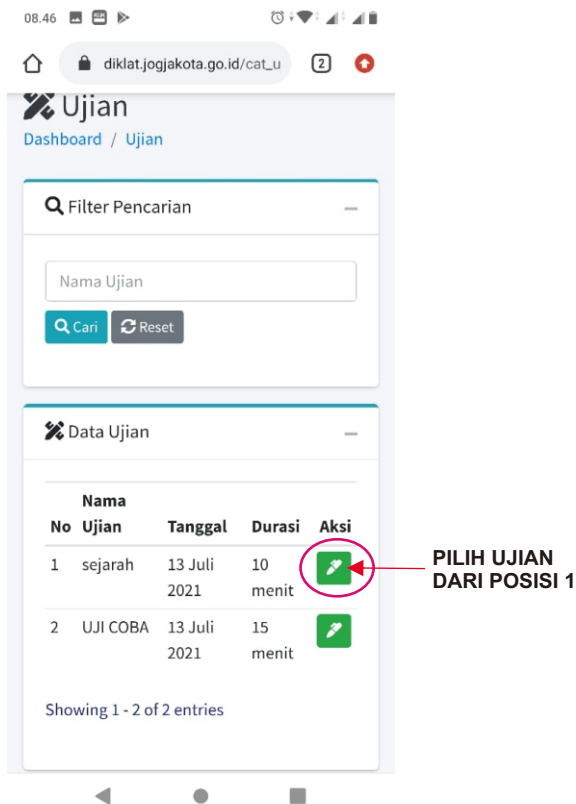 08.46
diklat.jogjakota.go.id/cat_u
2
Ujian
Dashboard / Ujian
Filter Pencarian
Nama Ujian
Cari
Reset
Data Ujian
No Nama Ujian Tanggal Durasi Aksi
1 sejarah 13 Juli 2021 10 menit
2 UJI COBA 13 Juli 2021 15 menit
Showing 1 - 2 of 2 entries
PILIH UJIAN
DARI POSISI 1